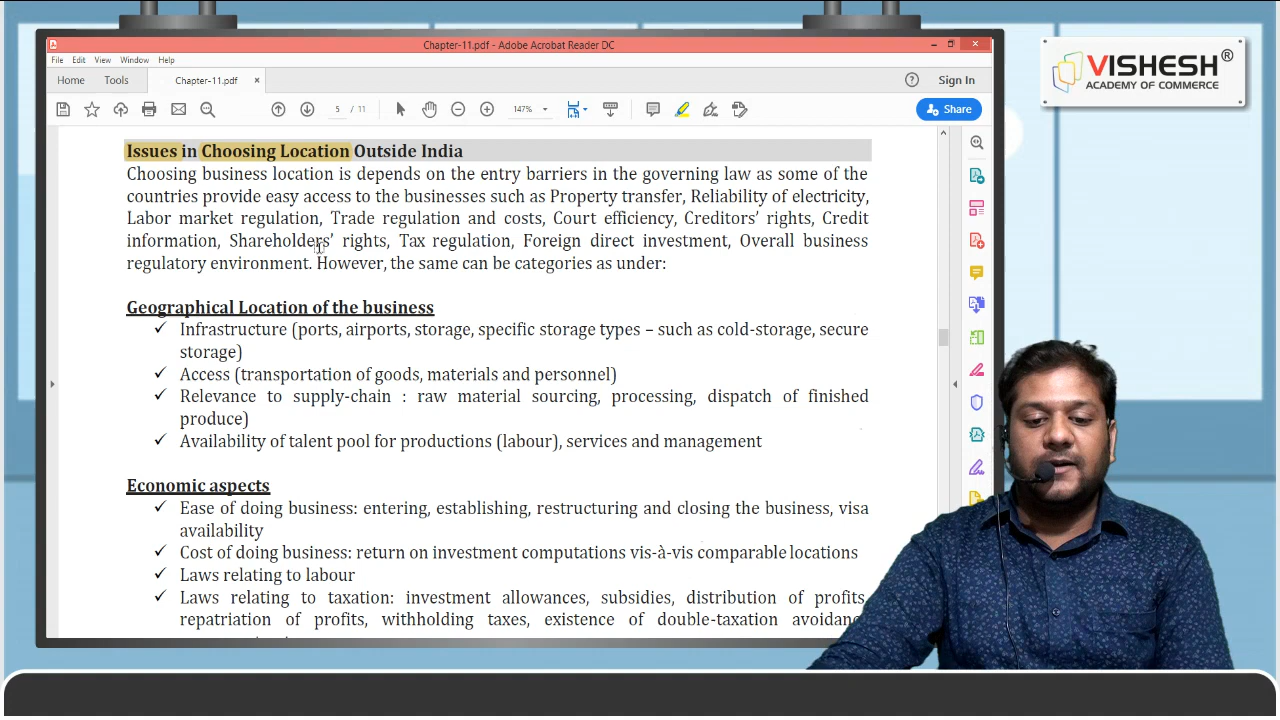 Chapter-11.pdf - Adobe Acrobat Reader DC
File Edit View Window Help
Home Tools Chapter-11.pdf × Sign In
5 / 11 147% Share
VISHESH®
ACADEMY OF COMMERCE
Issues in Choosing Location Outside India
Choosing business location is depends on the entry barriers in the governing law as some of the
countries provide easy access to the businesses such as Property transfer, Reliability of electricity,
Labor market regulation, Trade regulation and costs, Court efficiency, Creditors’ rights, Credit
information, Shareholders’ rights, Tax regulation, Foreign direct investment, Overall business
regulatory environment. However, the same can be categories as under:
Geographical Location of the business
✓ Infrastructure (ports, airports, storage, specific storage types – such as cold-storage, secure
storage)
✓ Access (transportation of goods, materials and personnel)
✓ Relevance to supply-chain : raw material sourcing, processing, dispatch of finished
produce)
✓ Availability of talent pool for productions (labour), services and management
Economic aspects
✓ Ease of doing business: entering, establishing, restructuring and closing the business, visa
availability
✓ Cost of doing business: return on investment computations vis-à-vis comparable locations
✓ Laws relating to labour
✓ Laws relating to taxation: investment allowances, subsidies, distribution of profits,
repatriation of profits, withholding taxes, existence of double-taxation